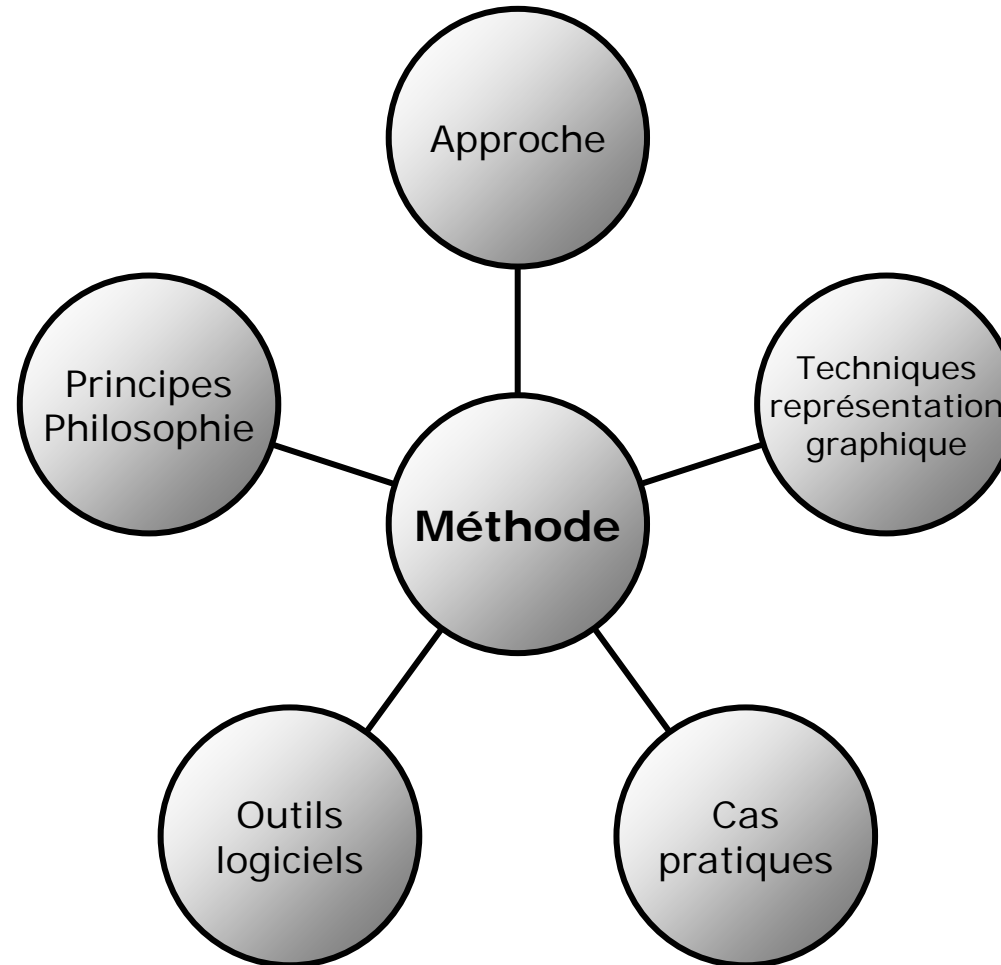 Approche
Principes
Philosophie
Techniques
représentation
graphique
Méthode
Outils
logiciels
Cas
pratiques